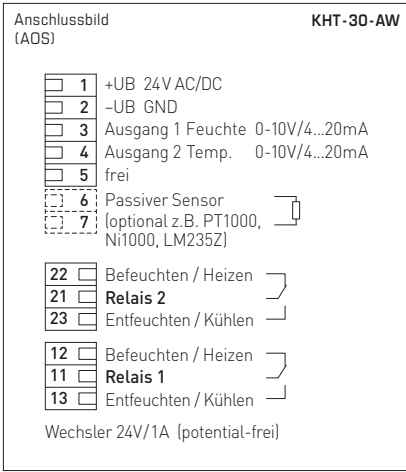 Anschlussbild KHT-30-AW
(AOS)
1 +UB 24V AC/DC
2 –UB GND
3 Ausgang 1 Feuchte 0-10V/4...20mA
4 Ausgang 2 Temp. 0-10V/4...20mA
5 frei
6 Passiver Sensor
7 (optional z.B. PT1000,
Ni1000, LM235Z)
22 Befeuchten / Heizen
21 Relais 2
23 Entfeuchten / Kühlen
12 Befeuchten / Heizen
11 Relais 1
13 Entfeuchten / Kühlen
Wechsler 24V/1A (potential-frei)